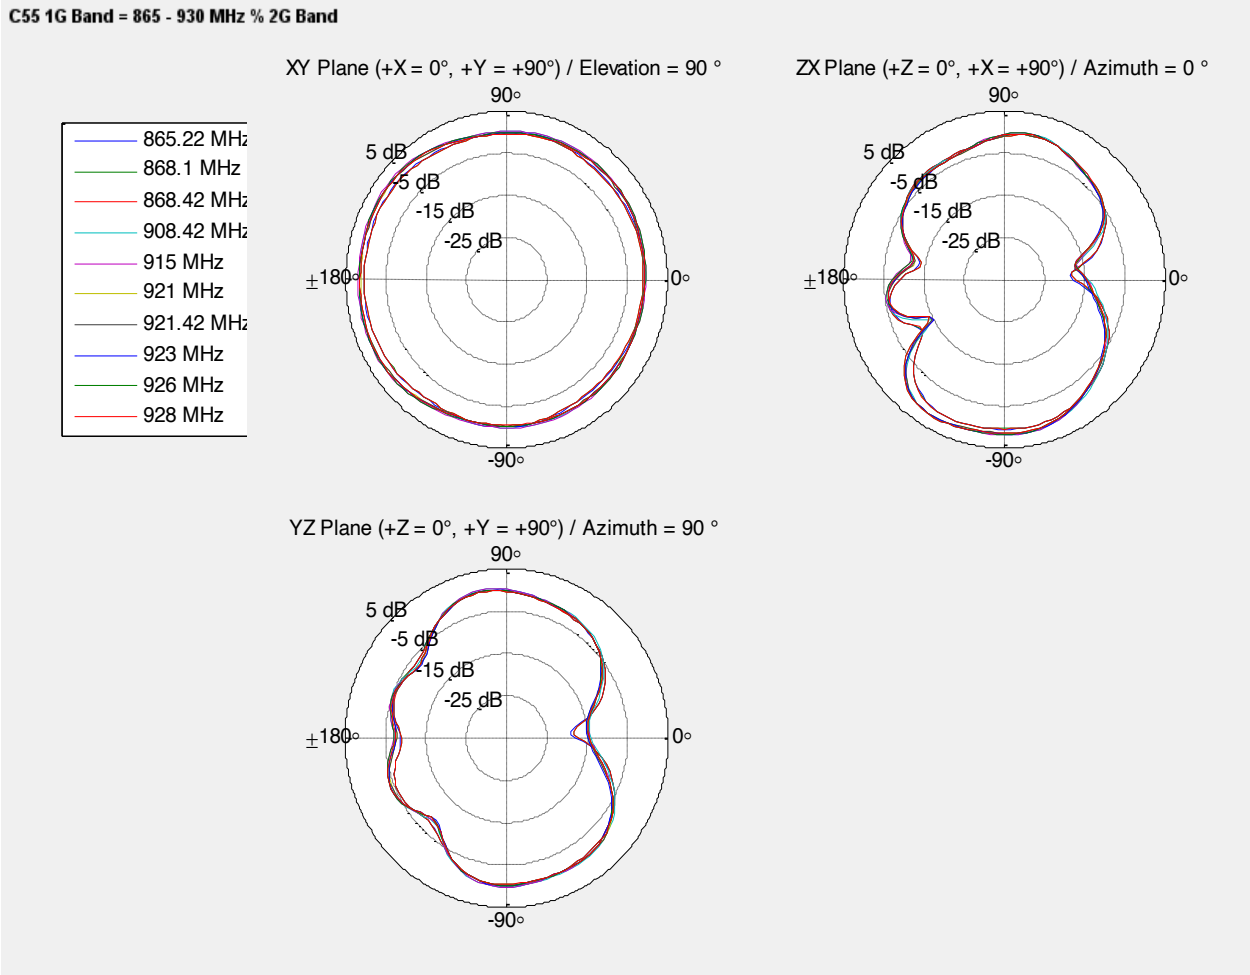 C55 1G Band = 865 - 930 MHz % 2G Band
XY Plane (+X = 0°, +Y = +90°) / Elevation = 90 °
90°
5 dB
-5 dB
-15 dB
-25 dB
±180°
0°
-90°
ZX Plane (+Z = 0°, +X = +90°) / Azimuth = 0 °
90°
5 dB
-5 dB
-15 dB
-25 dB
±180°
0°
-90°
865.22 MHz
868.1 MHz
868.42 MHz
908.42 MHz
915 MHz
921 MHz
921.42 MHz
923 MHz
926 MHz
928 MHz
YZ Plane (+Z = 0°, +Y = +90°) / Azimuth = 90 °
90°
5 dB
-5 dB
-15 dB
-25 dB
±180°
0°
-90°